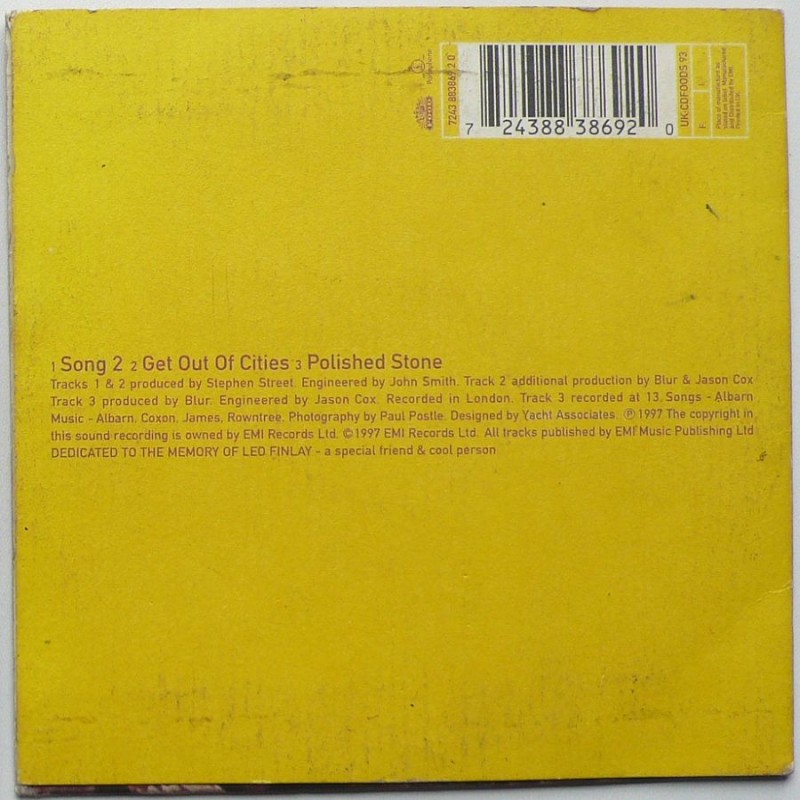 7243 883869 2 0
Parlophone
7 24388 38692 0
UK:CDFOODS 93
F:
1 Song 2 2 Get Out Of Cities 3 Polished Stone
Tracks 1 & 2 produced by Stephen Street. Engineered by John Smith. Track 2 additional production by Blur & Jason Cox
Track 3 produced by Blur. Engineered by Jason Cox. Recorded in London. Track 3 recorded at 13. Songs - Albarn
Music - Albarn, Coxon, James, Rowntree. Photography by Paul Postle. Designed by Yacht Associates. ℗ 1997 The copyright in
this sound recording is owned by EMI Records Ltd. © 1997 EMI Records Ltd. All tracks published by EMI Music Publishing Ltd
DEDICATED TO THE MEMORY OF LEO FINLAY - a special friend & cool person